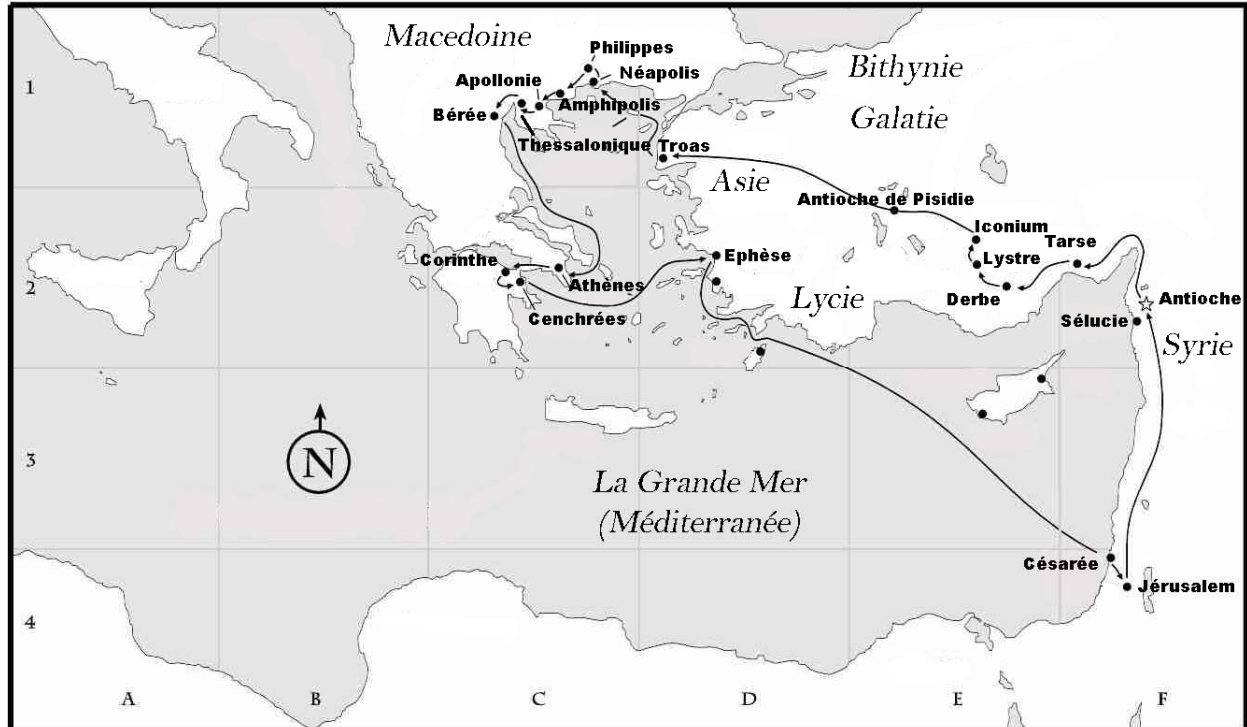 Macedoine
Philippes
Néapolis
Bithynie
1
Apollonie
Amphipolis
Galatie
Bérée
Thessalonique
Troas
Asie
Antioche de Pisidie
Iconium
Tarse
Corinthe
Ephèse
Lystre
2
Athènes
Derbe
Lycie
Antioche
Cenchrées
Sélucie
Syrie
3
N
La Grande Mer
(Méditerranée)
Césarée
Jérusalem
4
A
B
C
D
E
F